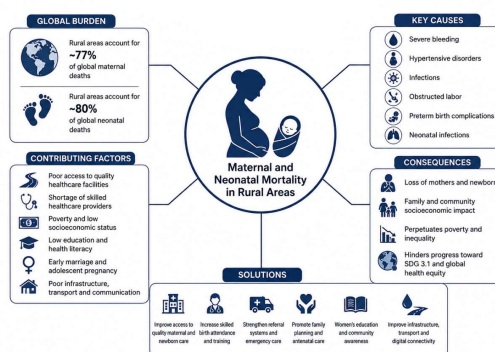 GLOBAL BURDEN
Rural areas account for
~77%
of global maternal
deaths
Rural areas account for
~80%
of global neonatal
deaths
CONTRIBUTING FACTORS
Poor access to quality
healthcare facilities
Shortage of skilled
healthcare providers
Poverty and low
socioeconomic status
Low education and
health literacy
Early marriage and
adolescent pregnancy
Poor infrastructure,
transport and communication
Maternal and
Neonatal Mortality
in Rural Areas
KEY CAUSES
Severe bleeding
Hypertensive disorders
Infections
Obstructed labor
Preterm birth complications
Neonatal infections
CONSEQUENCES
Loss of mothers and newborn
Family and community
socioeconomic impact
Perpetuates poverty and
inequality
Hinders progress toward
SDG 3.1 and global
health equity
SOLUTIONS
Improve access to
quality maternal and
newborn care
Increase skilled
birth attendance
and training
Strengthen referral
systems and
emergency care
Promote family
planning and
antenatal care
Women's education
and community
awareness
Improve infrastructure,
transport and
digital connectivity